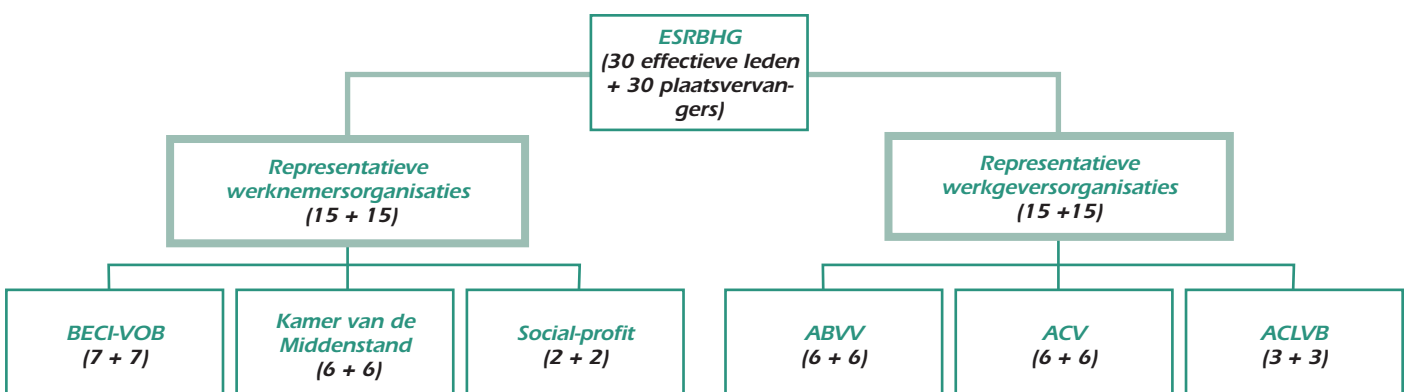 ESRBHG
(30 effectieve leden
+ 30 plaatsvervan-
gers)
Representatieve
werknemersorganisaties
(15 + 15)
Representatieve
werkgeversorganisaties
(15 +15)
BECI-VOB
(7 + 7)
Kamer van de
Middenstand
(6 + 6)
Social-profit
(2 + 2)
ABVV
(6 + 6)
ACV
(6 + 6)
ACLVB
(3 + 3)